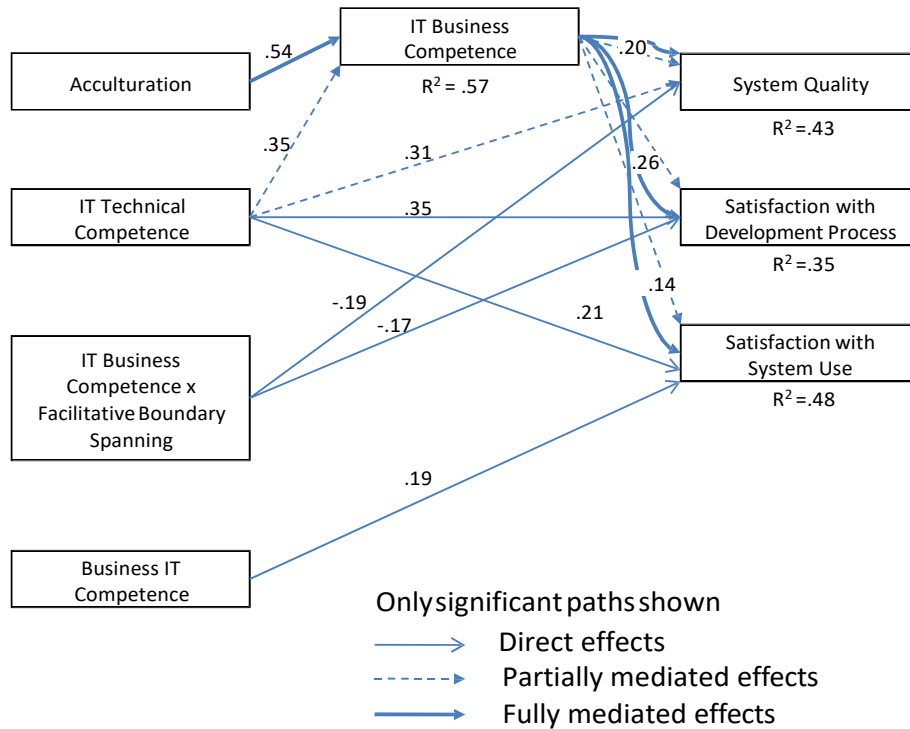 IT Business
Competence
R² = .57
.54
.20
Acculturation
System Quality
R² =.43
.35
.31
.26
IT Technical
Competence
.35
Satisfaction with
Development Process
R² =.35
-.19
-.17
.21
.14
IT Business
Competence x
Facilitative Boundary
Spanning
Satisfaction with
System Use
R² =.48
.19
Business IT
Competence
Only significant paths shown
Direct effects
Partially mediated effects
Fully mediated effects